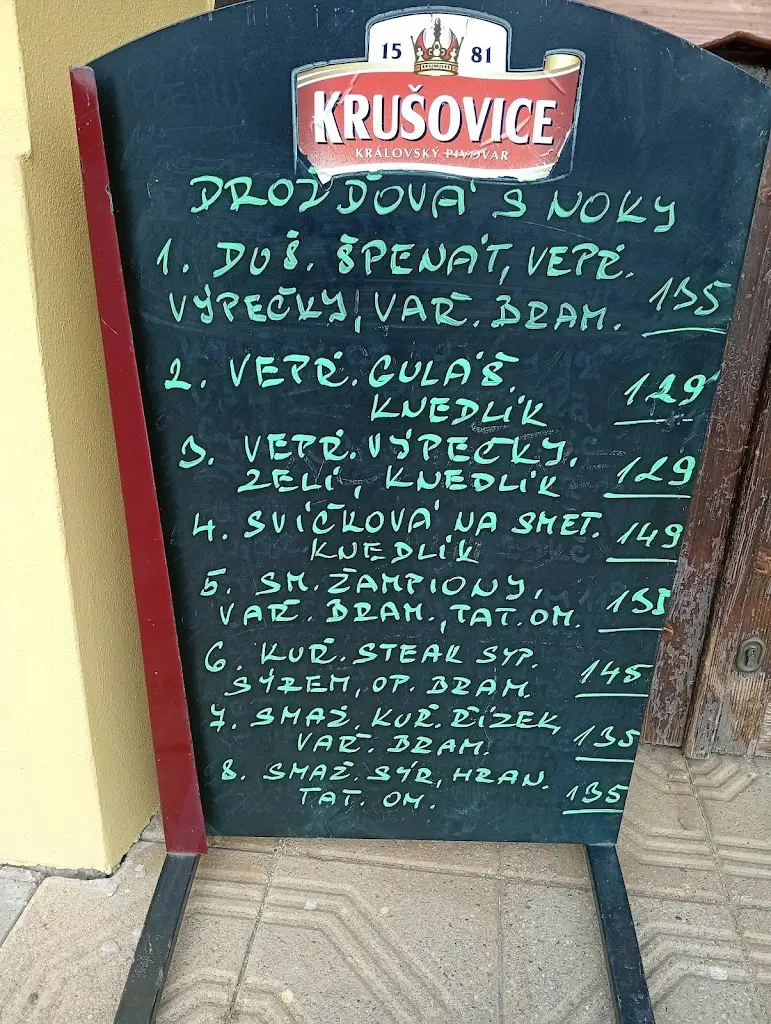 15 81
KRUŠOVICE
KRÁLOVSKÝ PIVOVAR
DROŽĎOVÁ S NOKY
1. DUŠ. ŠPENÁT, VEPŘ.
VÝPEČKY, VAŘ. BRAM. 135
2. VEPŘ. GULÁŠ,
KNEDLÍK 129
3. VEPŘ. VÝPEČKY,
ZELÍ, KNEDLÍK 129
4. SVÍČKOVÁ NA SMET.
KNEDLÍK 149
5. SM. ŽAMPIONY,
VAŘ. BRAM., TAT. OM. 135
6. KUŘ. STEAK SYP.
SÝREM, OP. BRAM. 145
7. SMAŽ. KUŘ. ŘÍZEK,
VAŘ. BRAM. 135
8. SMAŽ. SÝR, HRAN.
TAT. OM. 135